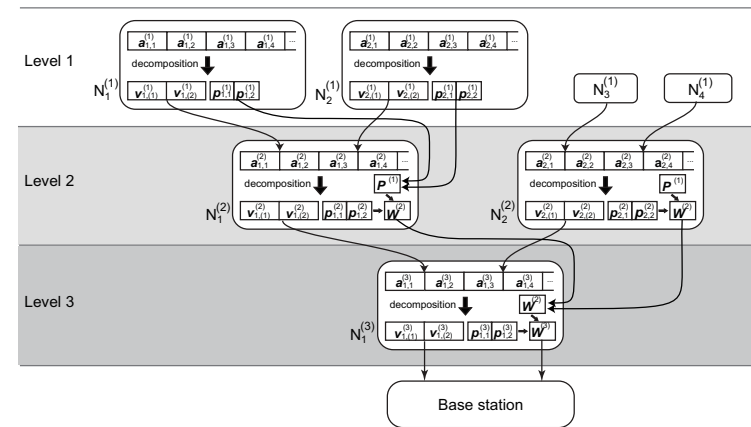 a(1)1,1 a(1)1,2 a(1)1,3 a(1)1,4 ...
a(1)2,1 a(1)2,2 a(1)2,3 a(1)2,4 ...
Level 1
decomposition
decomposition
N(1)1 v(1)1,(1) v(1)1,(2) p(1)1,1 p(1)1,2
N(1)2 v(1)2,(1) v(1)2,(2) p(1)2,1 p(1)2,2
N(1)3
N(1)4
a(2)1,1 a(2)1,2 a(2)1,3 a(2)1,4 ...
a(2)2,1 a(2)2,2 a(2)2,3 a(2)2,4 ...
Level 2
decomposition P(1)
decomposition P(1)
N(2)1 v(2)1,(1) v(2)1,(2) p(2)1,1 p(2)1,2 W(2)
N(2)2 v(2)2,(1) v(2)2,(2) p(2)2,1 p(2)2,2 W(2)
a(3)1,1 a(3)1,2 a(3)1,3 a(3)1,4 ...
Level 3
decomposition W(2)
N(3)1 v(3)1,(1) v(3)1,(2) p(3)1,1 p(3)1,2 W(3)
Base station